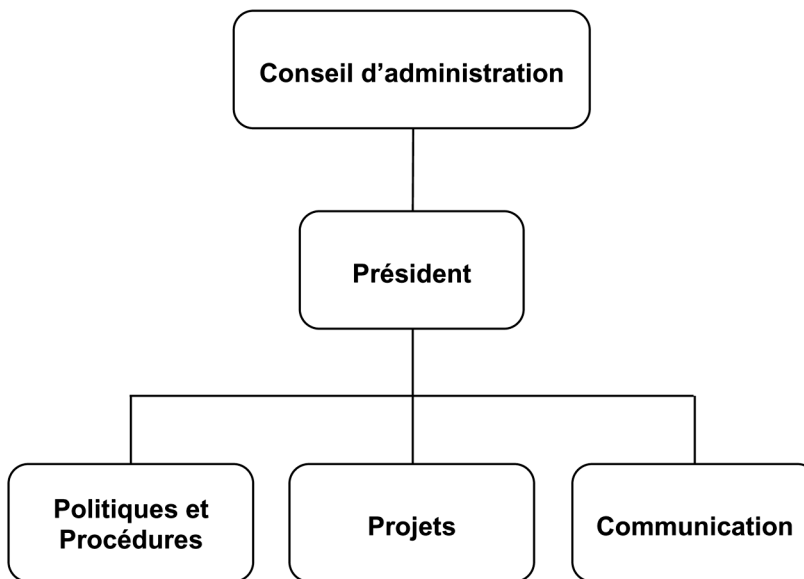 Conseil d’administration
Président
Politiques et
Procédures
Projets
Communication